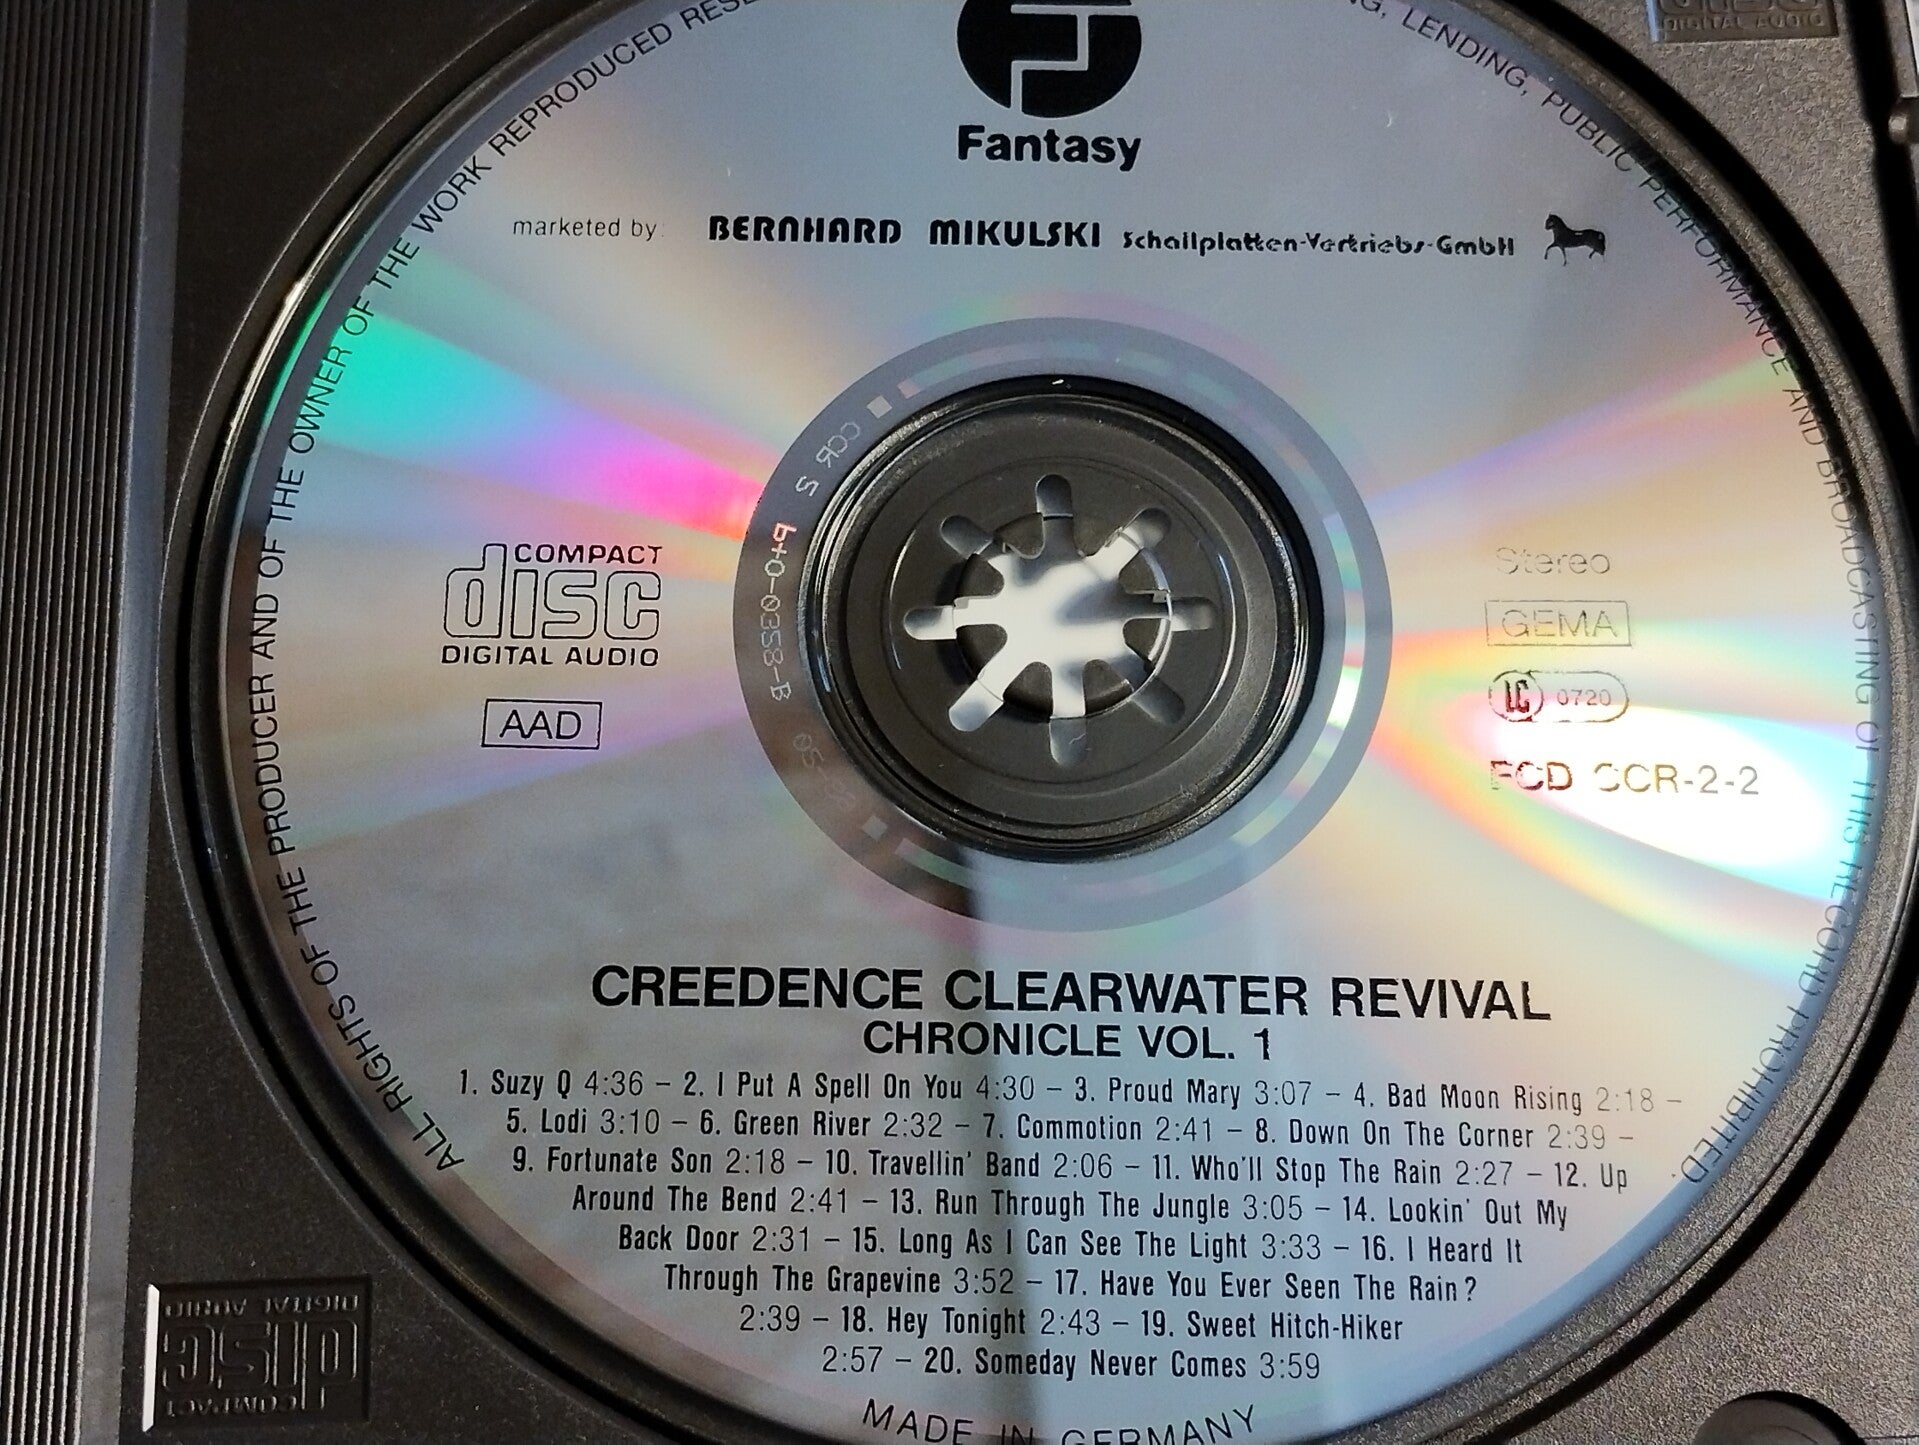 Fantasy
marketed by: BERNHARD MIKULSKI Schallplatten-Vertriebs-GmbH
COMPACT
disc
DIGITAL AUDIO
AAD
Stereo
GEMA
LC 0720
FCD CCR-2-2
CCR 2
CREEDENCE CLEARWATER REVIVAL
CHRONICLE VOL. 1
1. Suzy Q 4:36 – 2. I Put A Spell On You 4:30 – 3. Proud Mary 3:07 – 4. Bad Moon Rising 2:18 –
5. Lodi 3:10 – 6. Green River 2:32 – 7. Commotion 2:41 – 8. Down On The Corner 2:39 –
9. Fortunate Son 2:18 – 10. Travellin' Band 2:06 – 11. Who'll Stop The Rain 2:27 – 12. Up
Around The Bend 2:41 – 13. Run Through The Jungle 3:05 – 14. Lookin' Out My
Back Door 2:31 – 15. Long As I Can See The Light 3:33 – 16. I Heard It
Through The Grapevine 3:52 – 17. Have You Ever Seen The Rain?
2:39 – 18. Hey Tonight 2:43 – 19. Sweet Hitch-Hiker
2:57 – 20. Someday Never Comes 3:59
MADE IN GERMANY
ALL RIGHTS OF THE PRODUCER AND OF THE OWNER OF THE WORK REPRODUCED LENDING, PUBLIC PERFORMANCE AND BROADCASTING OF THIS RECORD PROHIBITED
COMPACT
disc
DIGITAL AUDIO
disc
DIGITAL AUDIO